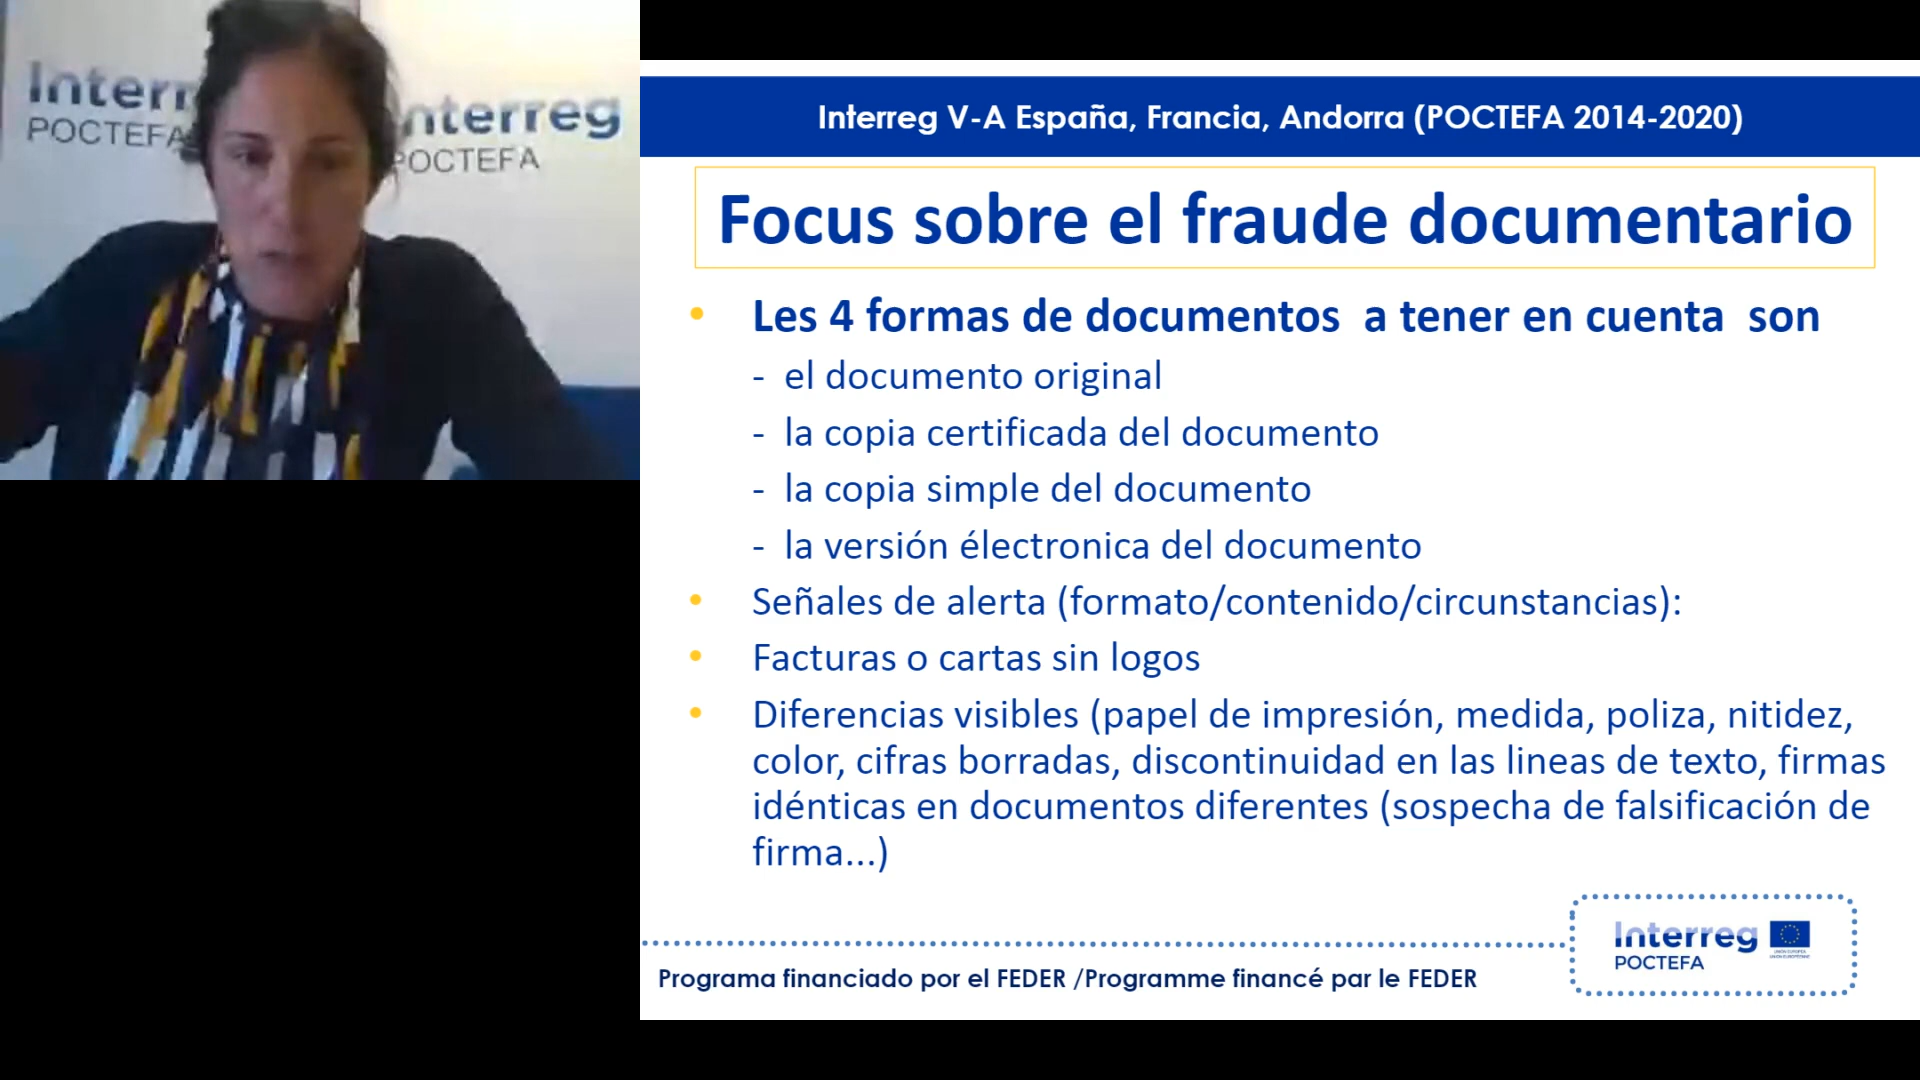 Interr
POCTEFA
nterreg
POCTEFA
Interreg V-A España, Francia, Andorra (POCTEFA 2014-2020)
Focus sobre el fraude documentario
• Les 4 formas de documentos a tener en cuenta son
- el documento original
- la copia certificada del documento
- la copia simple del documento
- la versión électronica del documento
• Señales de alerta (formato/contenido/circunstancias):
• Facturas o cartas sin logos
• Diferencias visibles (papel de impresión, medida, poliza, nitidez,
color, cifras borradas, discontinuidad en las lineas de texto, firmas
idénticas en documentos diferentes (sospecha de falsificación de
firma...)
Interreg
POCTEFA
Programa financiado por el FEDER /Programme financé par le FEDER